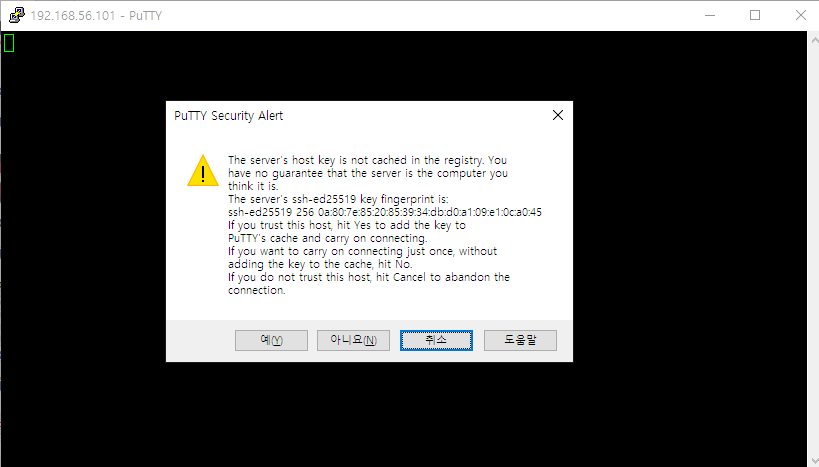 192.168.56.101 - PuTTY
PuTTY Security Alert
The server's host key is not cached in the registry. You
have no guarantee that the server is the computer you
think it is.
The server's ssh-ed25519 key fingerprint is:
ssh-ed25519 256 0a:80:7e:85:20:85:39:34:db:d0:a1:09:e1:0c:a0:45
If you trust this host, hit Yes to add the key to
PuTTY's cache and carry on connecting.
If you want to carry on connecting just once, without
adding the key to the cache, hit No.
If you do not trust this host, hit Cancel to abandon the
connection.
예(Y) 아니요(N) 취소 도움말